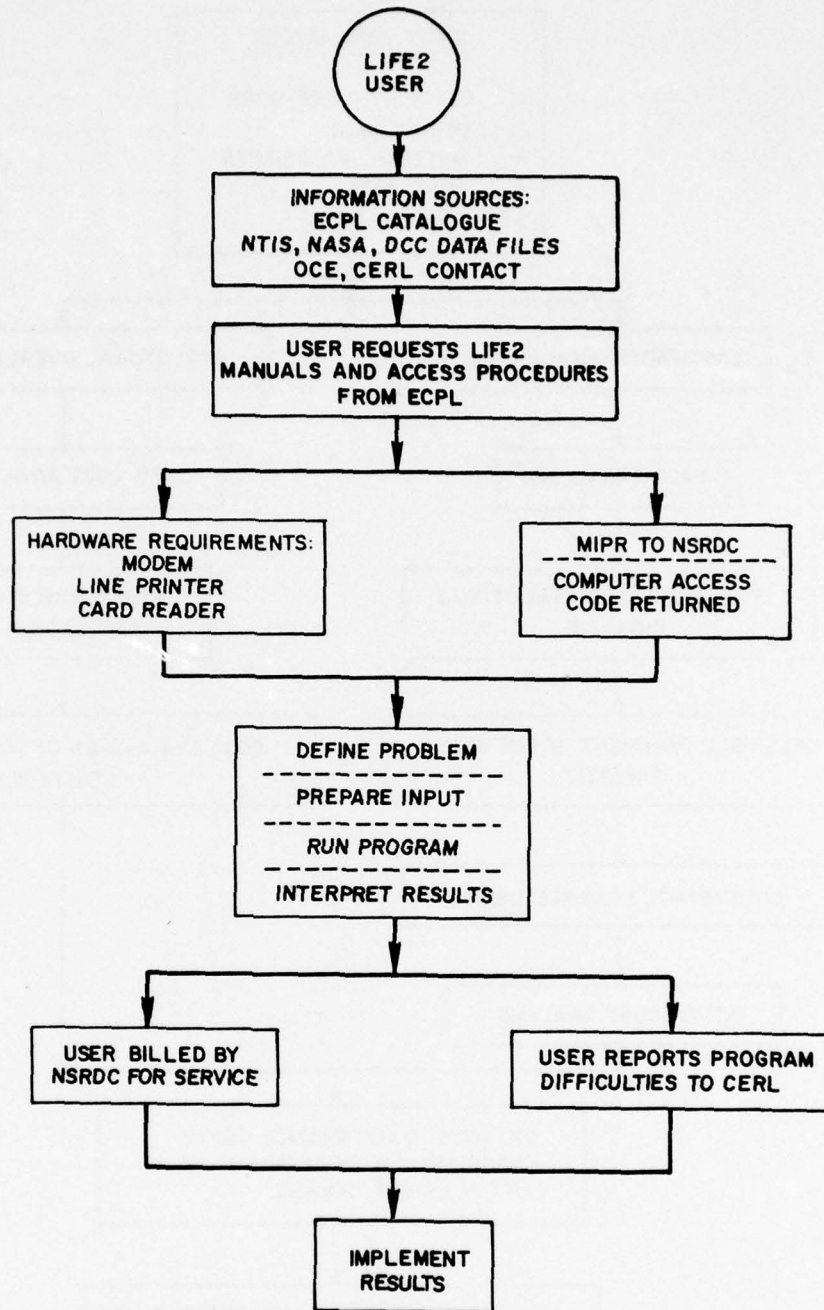 LIFE2
USER
INFORMATION SOURCES:
ECPL CATALOGUE
NTIS, NASA, DCC DATA FILES
OCE, CERL CONTACT
USER REQUESTS LIFE2
MANUALS AND ACCESS PROCEDURES
FROM ECPL
HARDWARE REQUIREMENTS:
MODEM
LINE PRINTER
CARD READER
MIPR TO NSRDC
COMPUTER ACCESS
CODE RETURNED
DEFINE PROBLEM
PREPARE INPUT
RUN PROGRAM
INTERPRET RESULTS
USER BILLED BY
NSRDC FOR SERVICE
USER REPORTS PROGRAM
DIFFICULTIES TO CERL
IMPLEMENT
RESULTS